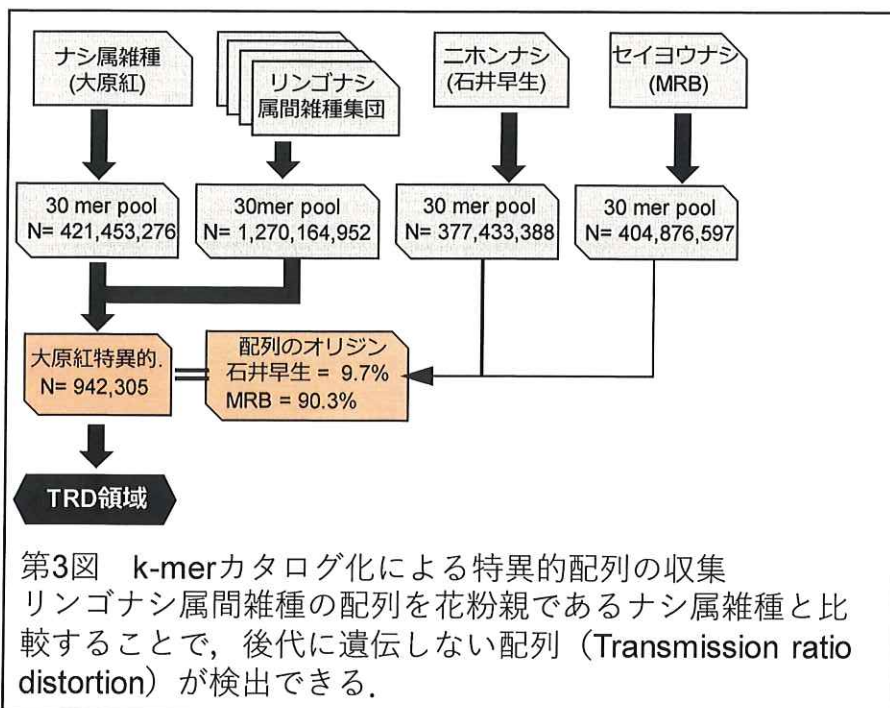 ナシ属雑種
(大原紅)
リンゴナシ
属間雑種集団
ニホンナシ
(石井早生)
セイヨウナシ
(MRB)
30 mer pool
N= 421,453,276
30mer pool
N= 1,270,164,952
30 mer pool
N= 377,433,388
30 mer pool
N= 404,876,597
大原紅特異的.
N= 942,305
配列のオリジン
石井早生 = 9.7%
MRB = 90.3%
TRD領域
第3図 k-merカタログ化による特異的配列の収集
リンゴナシ属間雑種の配列を花粉親であるナシ属雑種と比
較することで，後代に遺伝しない配列（Transmission ratio
distortion）が検出できる．